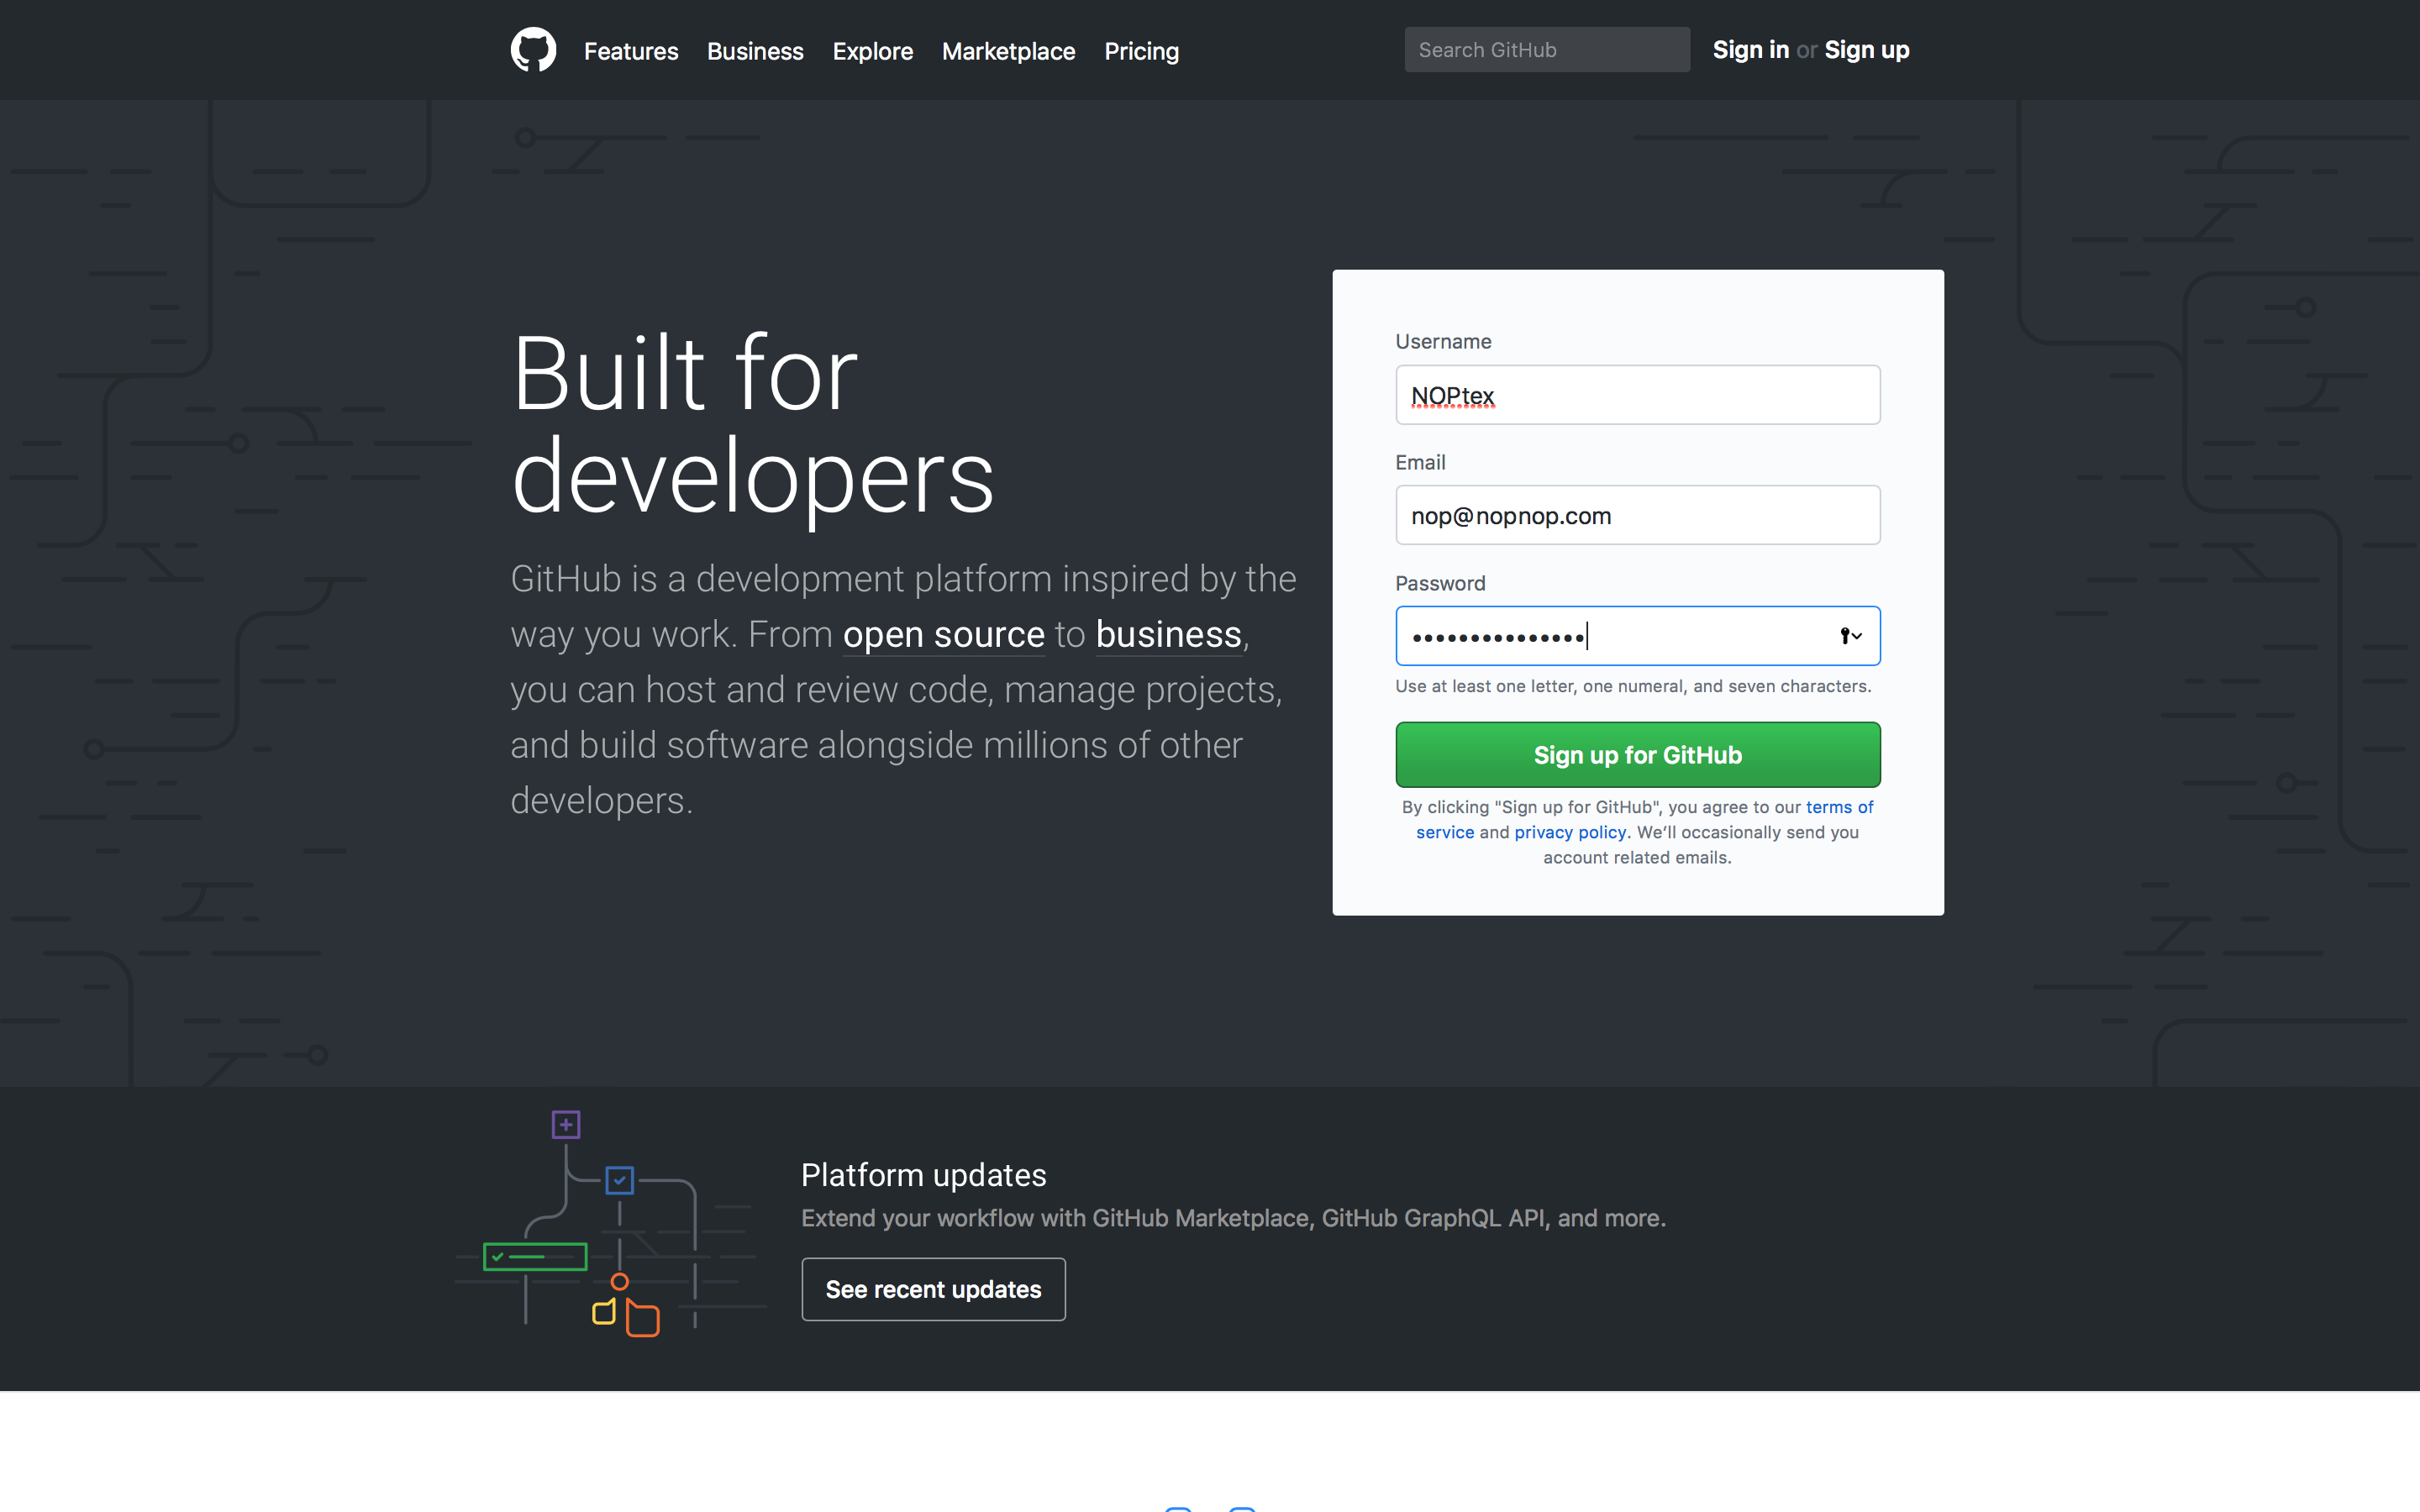 Features Business Explore Marketplace Pricing Search GitHub Sign in or Sign up
Built for
developers
GitHub is a development platform inspired by the
way you work. From open source to business,
you can host and review code, manage projects,
and build software alongside millions of other
developers.
Username
NOPtex
Email
nop@nopnop.com
Password
•••••••••••••••
Use at least one letter, one numeral, and seven characters.
Sign up for GitHub
By clicking "Sign up for GitHub", you agree to our terms of
service and privacy policy. We’ll occasionally send you
account related emails.
Platform updates
Extend your workflow with GitHub Marketplace, GitHub GraphQL API, and more.
See recent updates